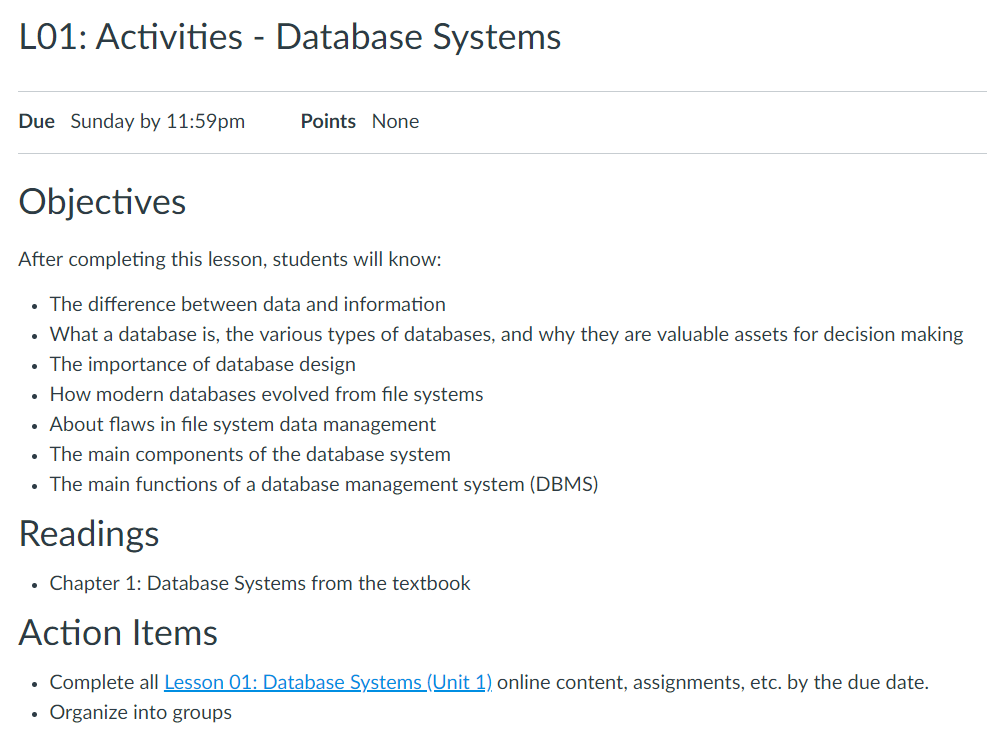 L01: Activities - Database Systems
Due Sunday by 11:59pm Points None
Objectives
After completing this lesson, students will know:
• The difference between data and information
• What a database is, the various types of databases, and why they are valuable assets for decision making
• The importance of database design
• How modern databases evolved from file systems
• About flaws in file system data management
• The main components of the database system
• The main functions of a database management system (DBMS)
Readings
• Chapter 1: Database Systems from the textbook
Action Items
• Complete all Lesson 01: Database Systems (Unit 1) online content, assignments, etc. by the due date.
• Organize into groups